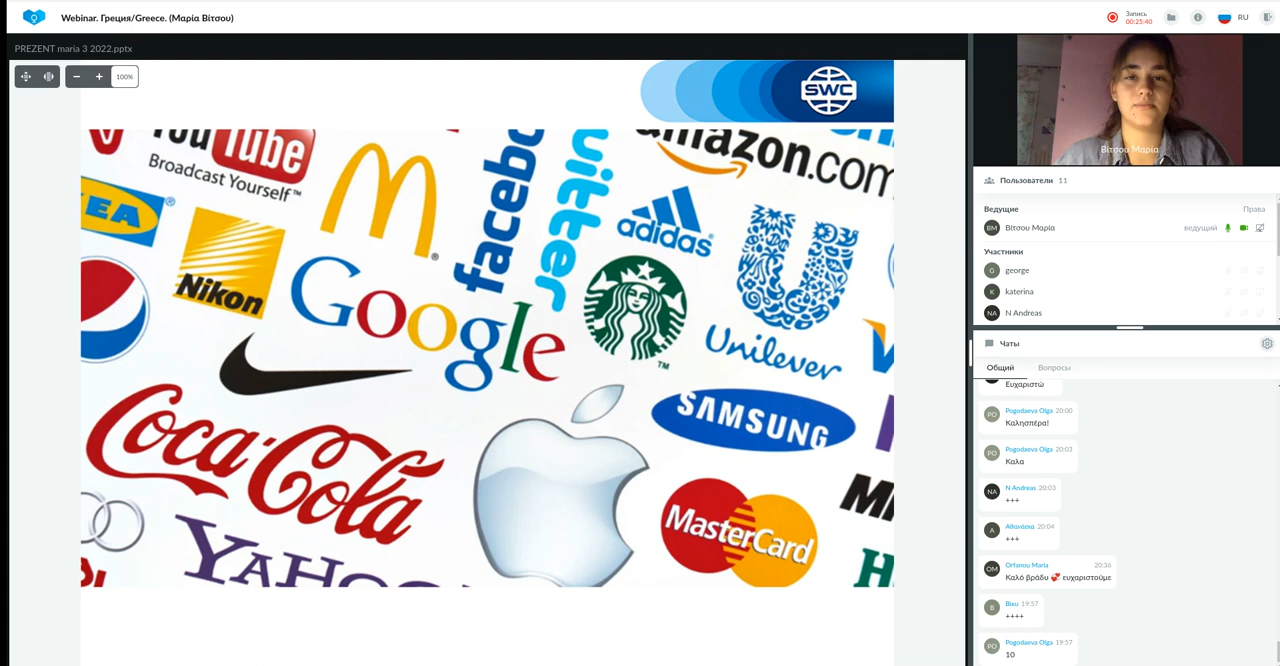 Webinar. Греция/Greece. (Μαρία Βίτσου)
Запись
00:25:40
RU
PREZENT maria 3 2022.pptx
100%
SWC
YouTube
Broadcast Yourself™
amazon.com
adidas®
Nikon
Google
Unilever
SAMSUNG
Coca-Cola
MasterCard
YAHOO
Βίτσου Μαρία
Пользователи 11
Ведущие Права
ВМ Βίτσου Μαρία ведущий
Участники
G george
K katerina
NA N Andreas
Чаты
Общий Вопросы
Ευχαριστώ
PO Pogodaeva Olga 20:00
Καλησπέρα!
PO Pogodaeva Olga 20:03
Καλα
NA N Andreas 20:03
+++
A Αθανάσια 20:04
+++
OM Orfanou Maria 20:36
Καλό βράδυ 💞 ευχαριστούμε
19:57
++++
PO Pogodaeva Olga 19:57
10